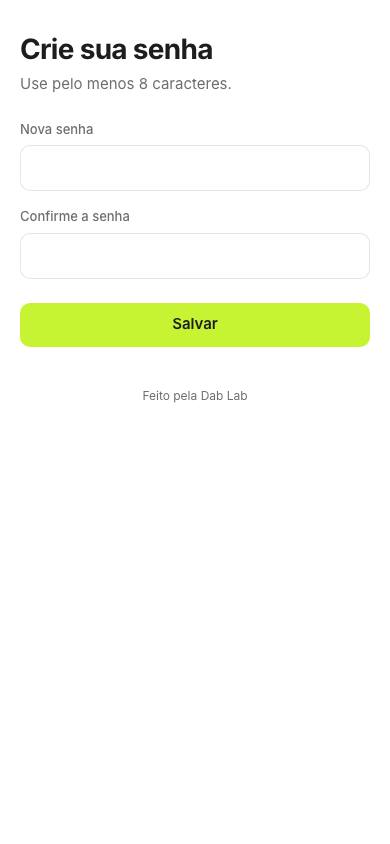 Crie sua senha
Use pelo menos 8 caracteres.
Nova senha
Confirme a senha
Salvar
Feito pela Dab Lab